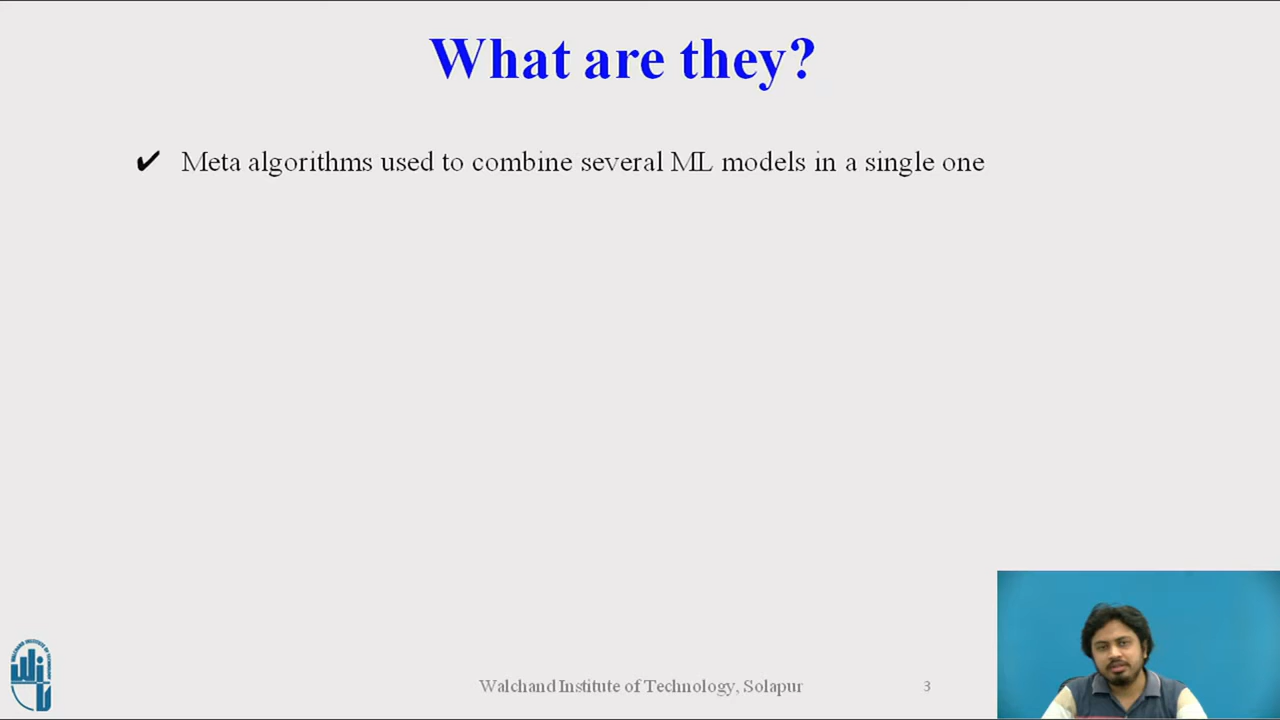 What are they?
✔ Meta algorithms used to combine several ML models in a single one
Walchand Institute of Technology, Solapur 3